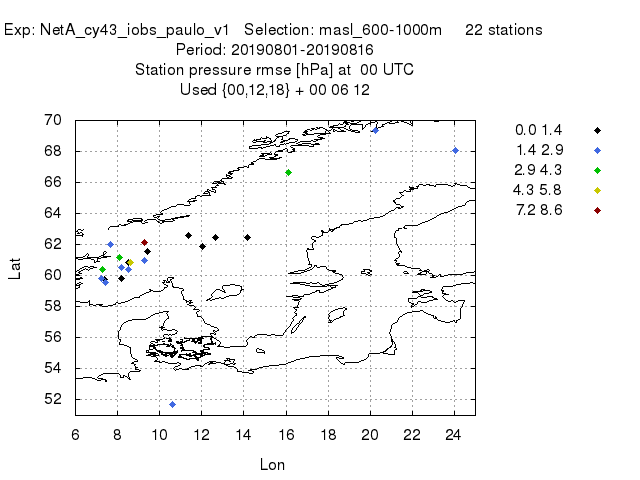 Exp: NetA_cy43_iobs_paulo_v1 Selection: masl_600-1000m 22 stations
Period: 20190801-20190816
Station pressure rmse [hPa] at 00 UTC
Used {00,12,18} + 00 06 12
70
68
66
64
62
60
58
56
54
52
Lat
6 8 10 12 14 16 18 20 22 24
Lon
0.0 1.4
1.4 2.9
2.9 4.3
4.3 5.8
7.2 8.6